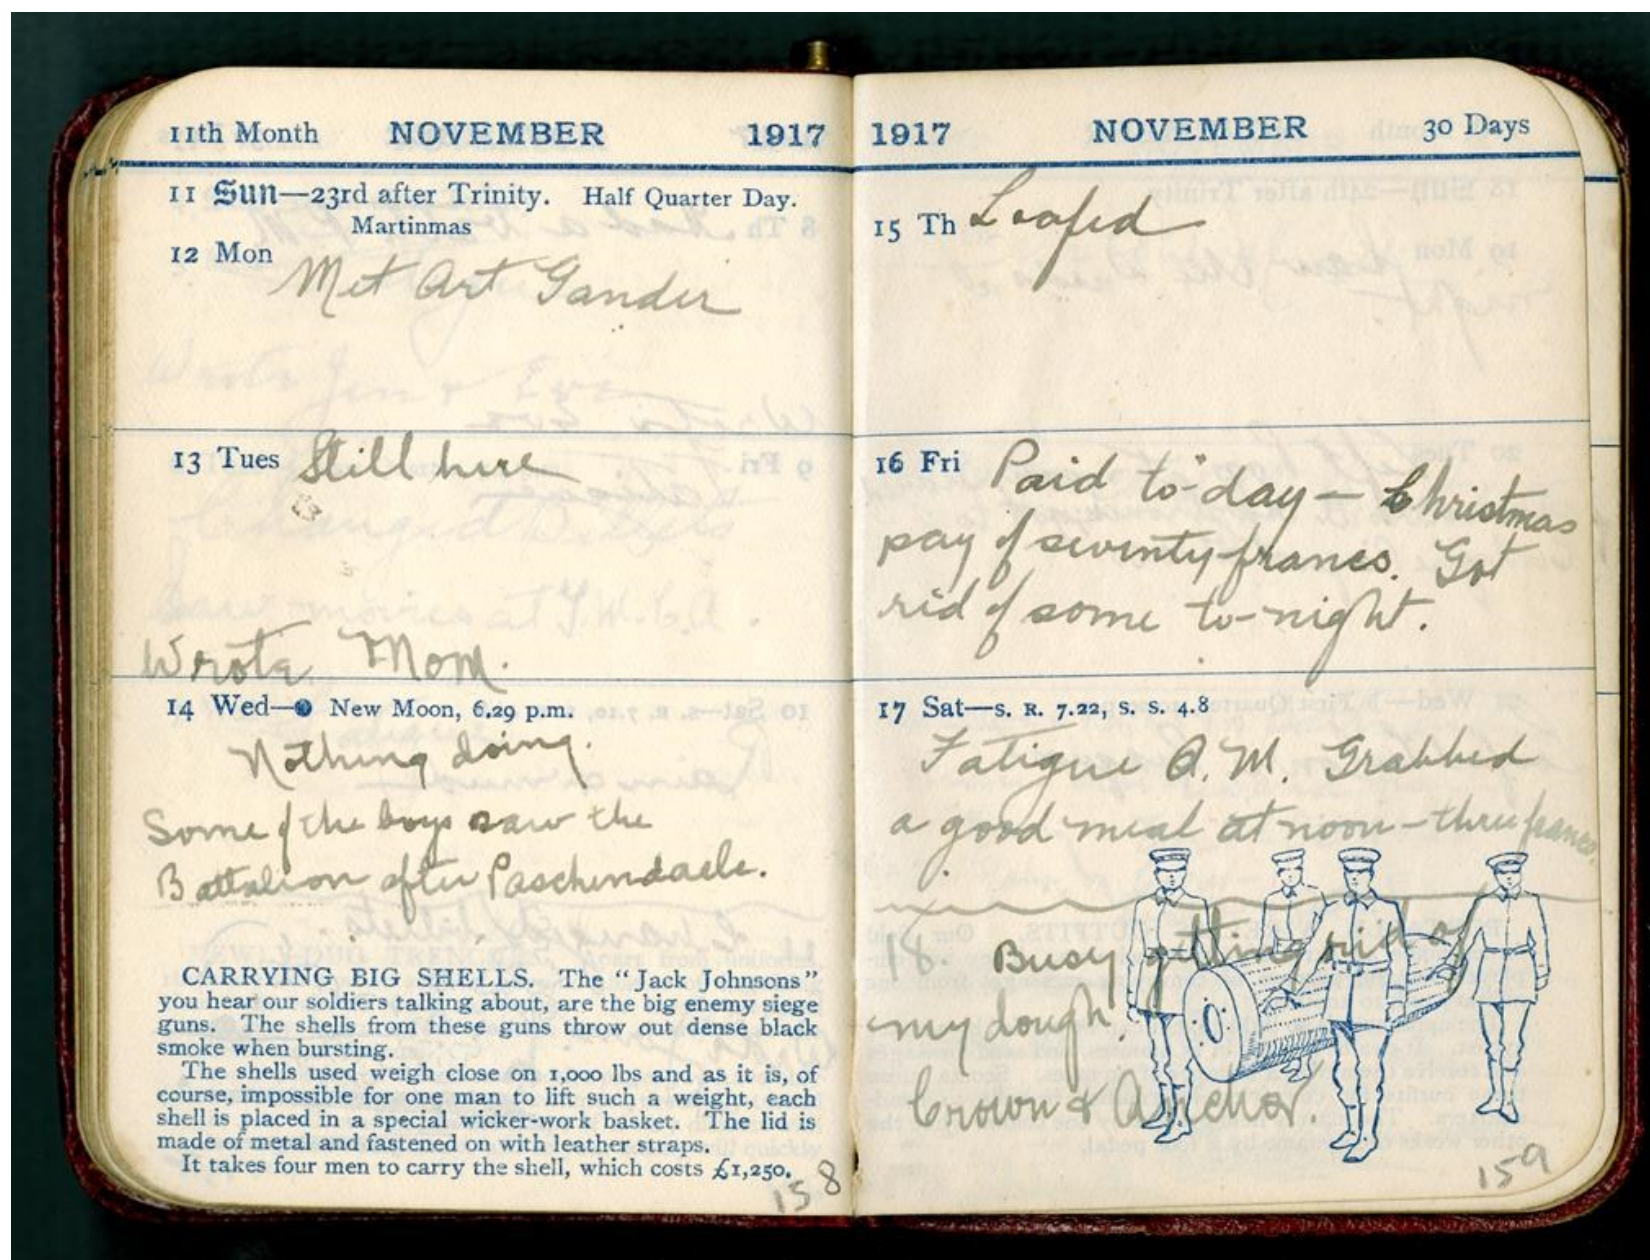 11th Month NOVEMBER 1917
11 Sun—23rd after Trinity. Half Quarter Day.
Martinmas
12 Mon
Met Art Gander
13 Tues Still here
Wrote Mom.
14 Wed—● New Moon, 6.29 p.m.
Nothing doing.
Some of the boys saw the
Battalion after Paschendaele.
CARRYING BIG SHELLS. The "Jack Johnsons"
you hear our soldiers talking about, are the big enemy siege
guns. The shells from these guns throw out dense black
smoke when bursting.
The shells used weigh close on 1,000 lbs and as it is, of
course, impossible for one man to lift such a weight, each
shell is placed in a special wicker-work basket. The lid is
made of metal and fastened on with leather straps.
It takes four men to carry the shell, which costs £1,250.
158
1917 NOVEMBER 30 Days
15 Th Loafed
16 Fri Paid to-day — Christmas
pay of seventy francs. Got
rid of some to-night.
17 Sat—s. R. 7.22, s. s. 4.8
Fatigue A.M. Grabbed
a good meal at noon - three francs.
18. Busy getting rid of
my dough.
Crown & Anchor.
159